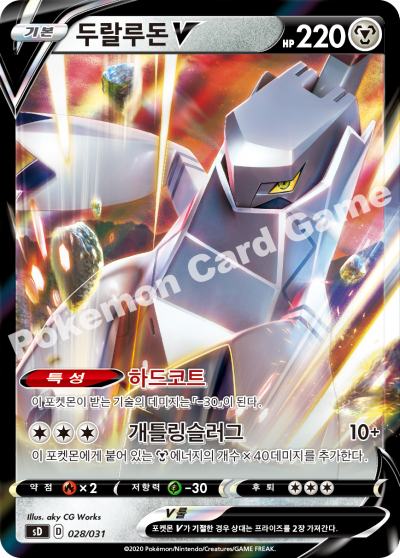 기본 두랄루돈V HP 220
Pokémon Card Game
특성 하드코트
이 포켓몬이 받는 기술의 데미지는 「-30」이 된다.
개틀링슬러그 10+
이 포켓몬에게 붙어 있는 에너지의 개수×40데미지를 추가한다.
약점 ×2 저항력 -30 후퇴
Illus. aky CG Works
V룰
sD D 028/031
포켓몬V가 기절한 경우 상대는 프라이즈를 2장 가져간다.
©2020 Pokémon/Nintendo/Creatures/GAME FREAK.